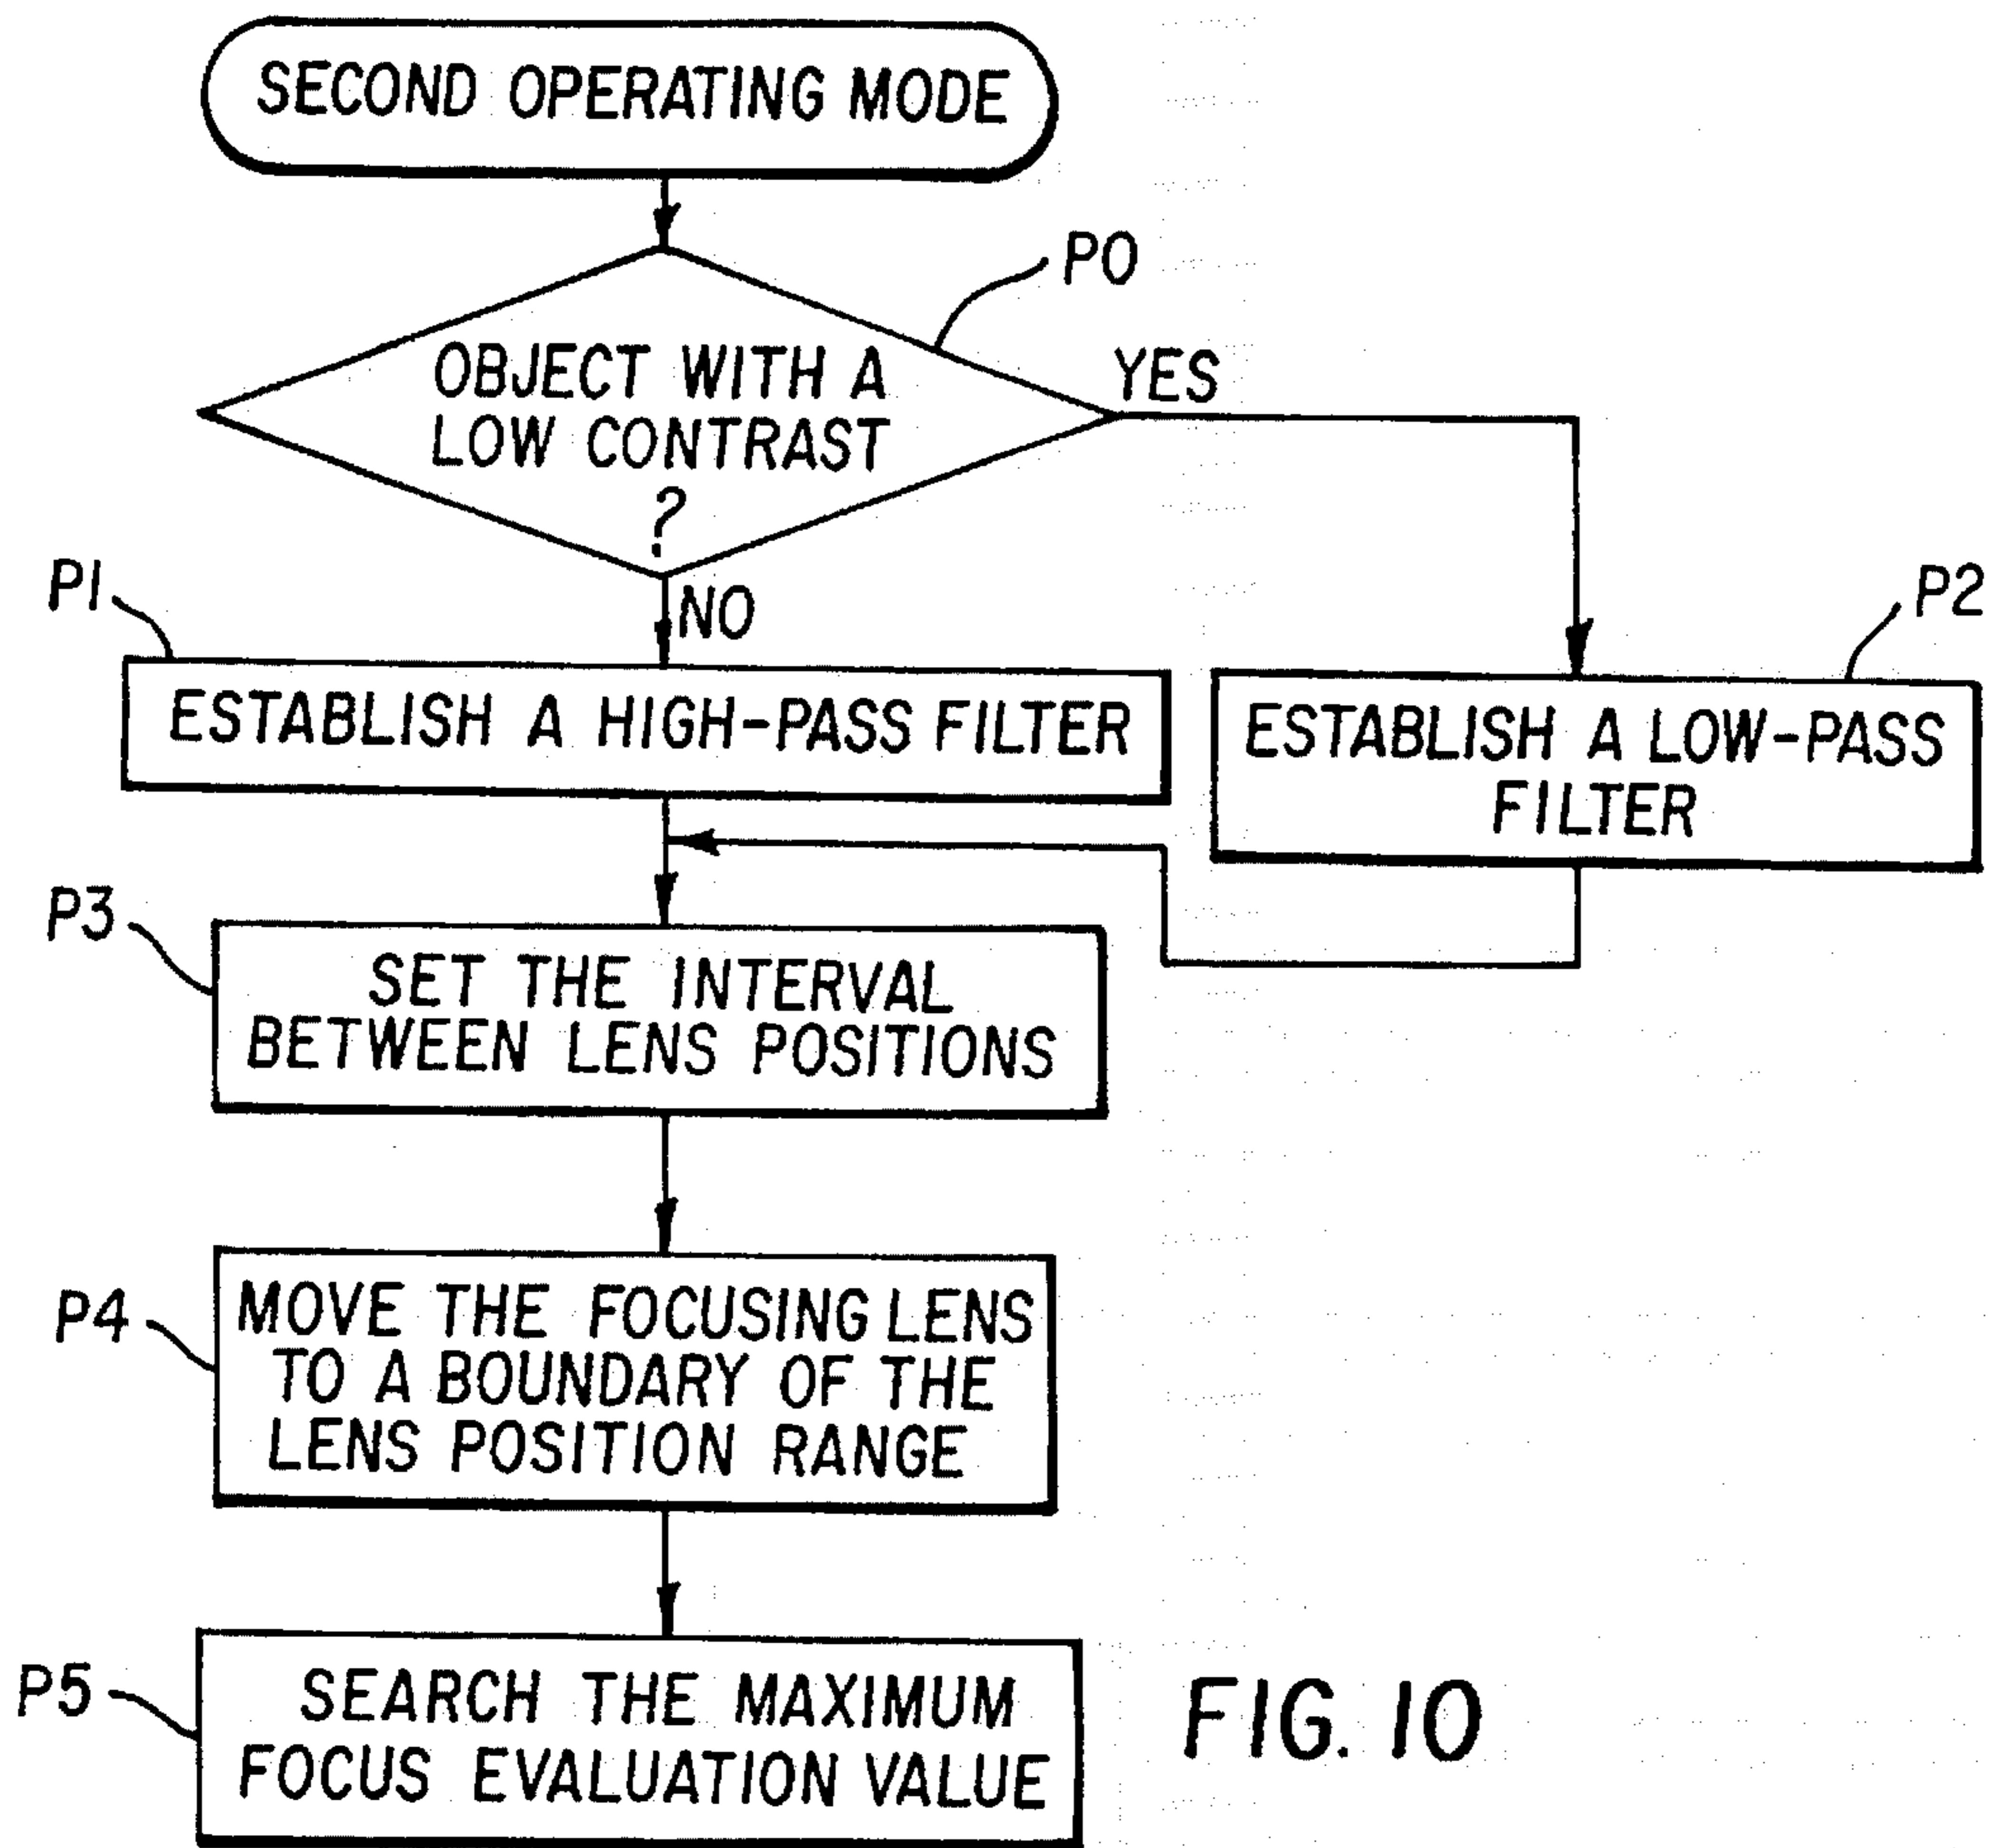 SECOND OPERATING MODE
P0
OBJECT WITH A
LOW CONTRAST
?
YES
NO
P1
ESTABLISH A HIGH-PASS FILTER
P2
ESTABLISH A LOW-PASS
FILTER
P3
SET THE INTERVAL
BETWEEN LENS POSITIONS
P4
MOVE THE FOCUSING LENS
TO A BOUNDARY OF THE
LENS POSITION RANGE
P5
SEARCH THE MAXIMUM
FOCUS EVALUATION VALUE
FIG. 10